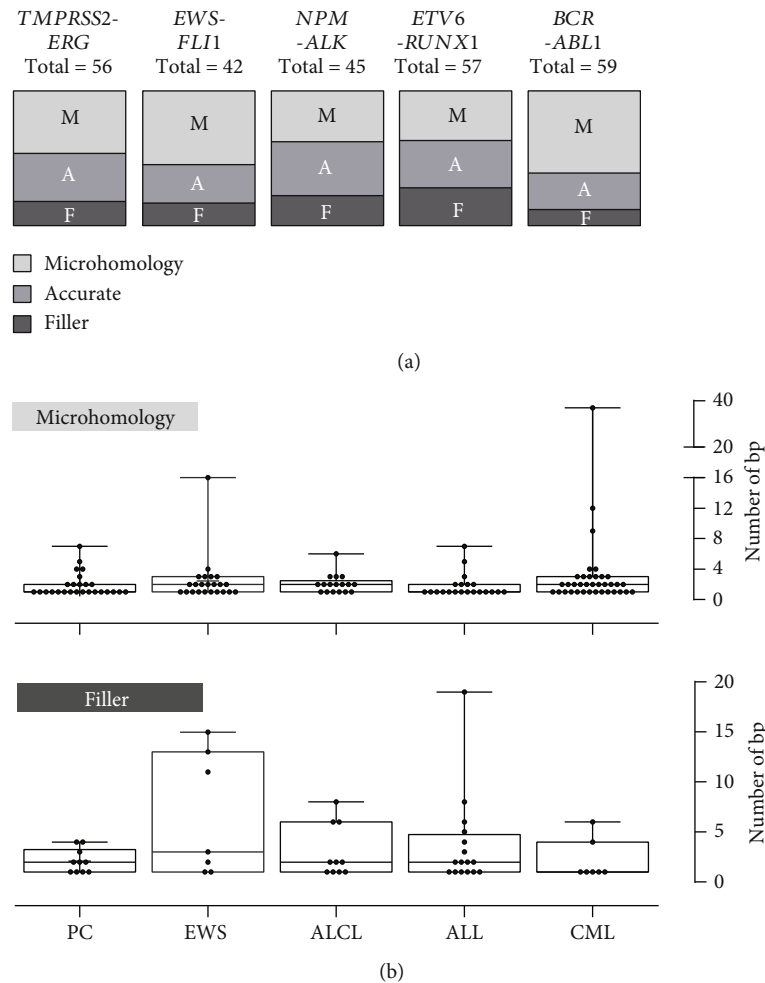 TMPRSS2-
ERG
Total = 56
EWS-
FLI1
Total = 42
NPM
-ALK
Total = 45
ETV6
-RUNX1
Total = 57
BCR
-ABL1
Total = 59
M
A
F
M
A
F
M
A
F
M
A
F
M
A
F
Microhomology
Accurate
Filler
(a)
Microhomology
40
20
16
12
8
4
0
Number of bp
Filler
20
15
10
5
0
Number of bp
PC
EWS
ALCL
ALL
CML
(b)